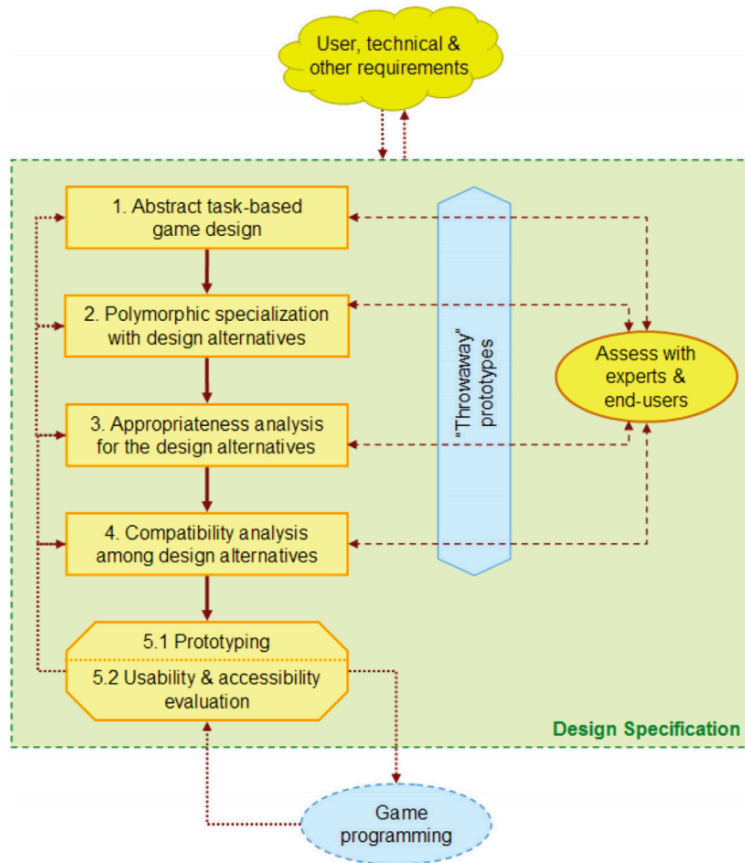 User, technical &
other requirements
1. Abstract task-based
game design
2. Polymorphic specialization
with design alternatives
3. Appropriateness analysis
for the design alternatives
4. Compatibility analysis
among design alternatives
5.1 Prototyping
5.2 Usability & accessibility
evaluation
"Throwaway"
prototypes
Assess with
experts &
end-users
Design Specification
Game
programming